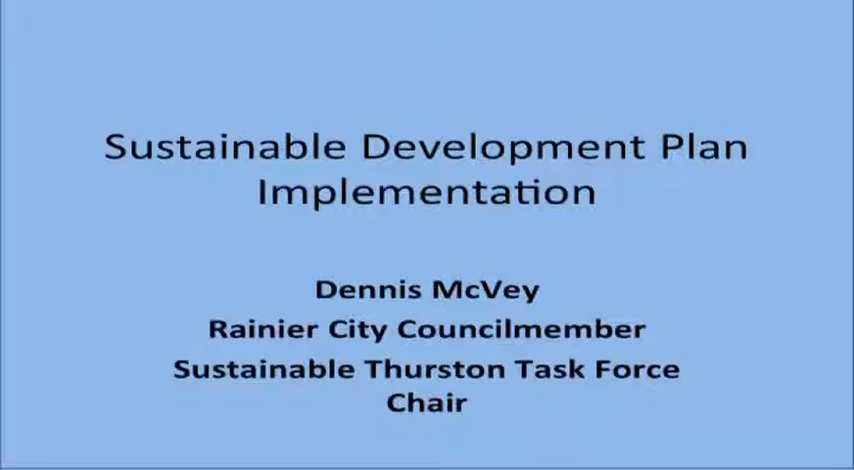 Sustainable Development Plan
Implementation
Dennis McVey
Rainier City Councilmember
Sustainable Thurston Task Force
Chair